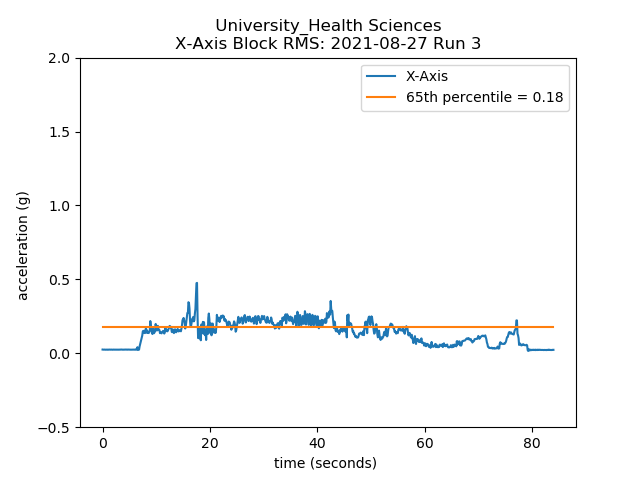 University_Health Sciences
X-Axis Block RMS: 2021-08-27 Run 3
X-Axis
65th percentile = 0.18
2.0
1.5
1.0
0.5
0.0
−0.5
acceleration (g)
0 20 40 60 80
time (seconds)